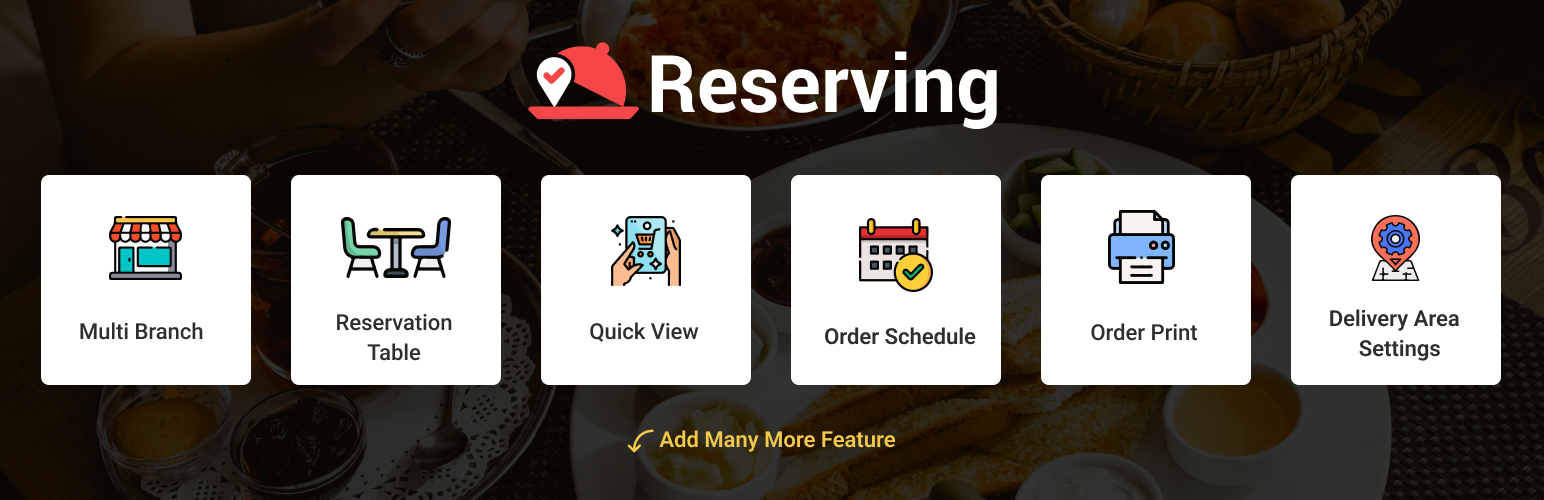 Reserving
Multi Branch
Reservation
Table
Quick View
Order Schedule
Order Print
Delivery Area
Settings
Add Many More Feature